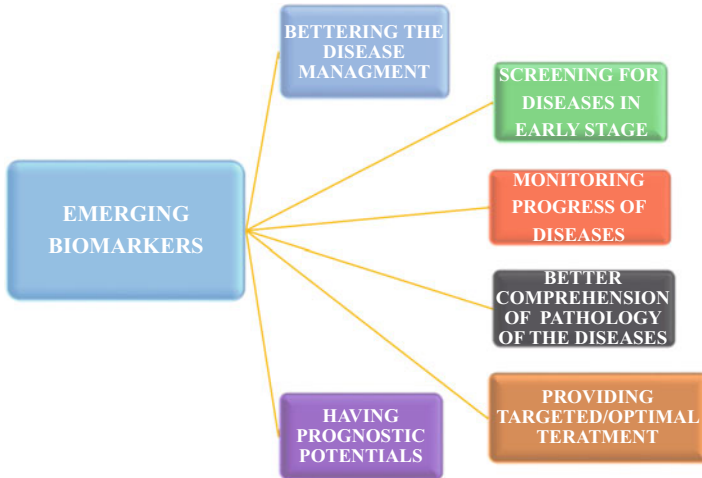 BETTERING THE
DISEASE
MANAGMENT
SCREENING FOR
DISEASES IN
EARLY STAGE
EMERGING
BIOMARKERS
MONITORING
PROGRESS OF
DISEASES
BETTER
COMPREHENSION
OF PATHOLOGY
OF THE DISEASES
PROVIDING
TARGETED/OPTIMAL
TERATMENT
HAVING
PROGNOSTIC
POTENTIALS